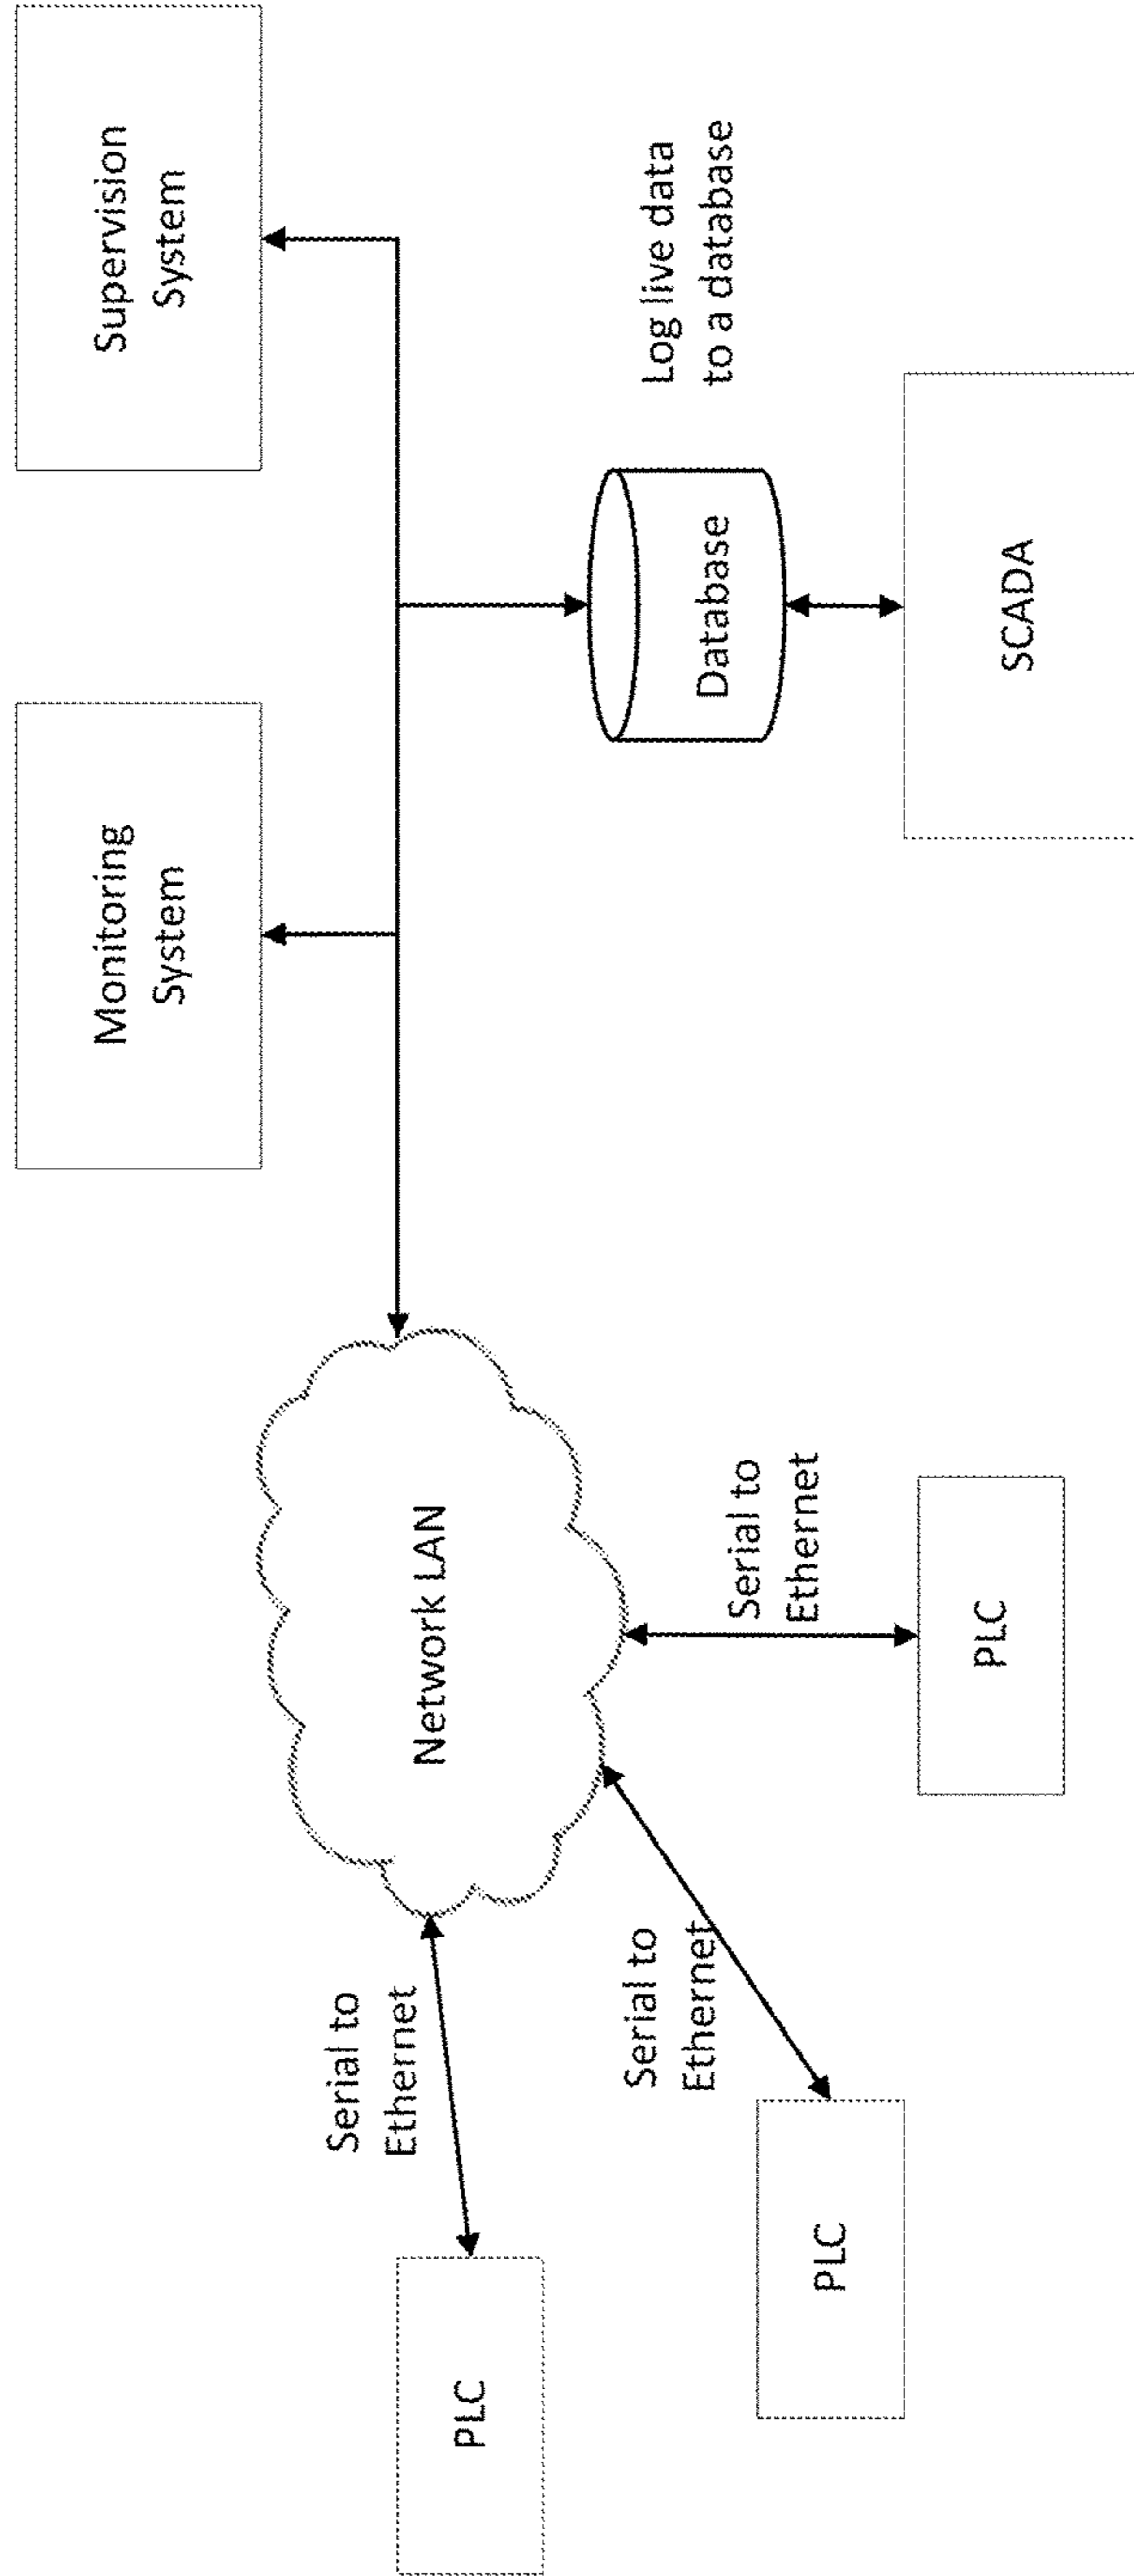 Monitoring
System
Supervision
System
Network LAN
Serial to
Ethernet
PLC
Serial to
Ethernet
PLC
Serial to
Ethernet
PLC
Database
Log live data
to a database
SCADA